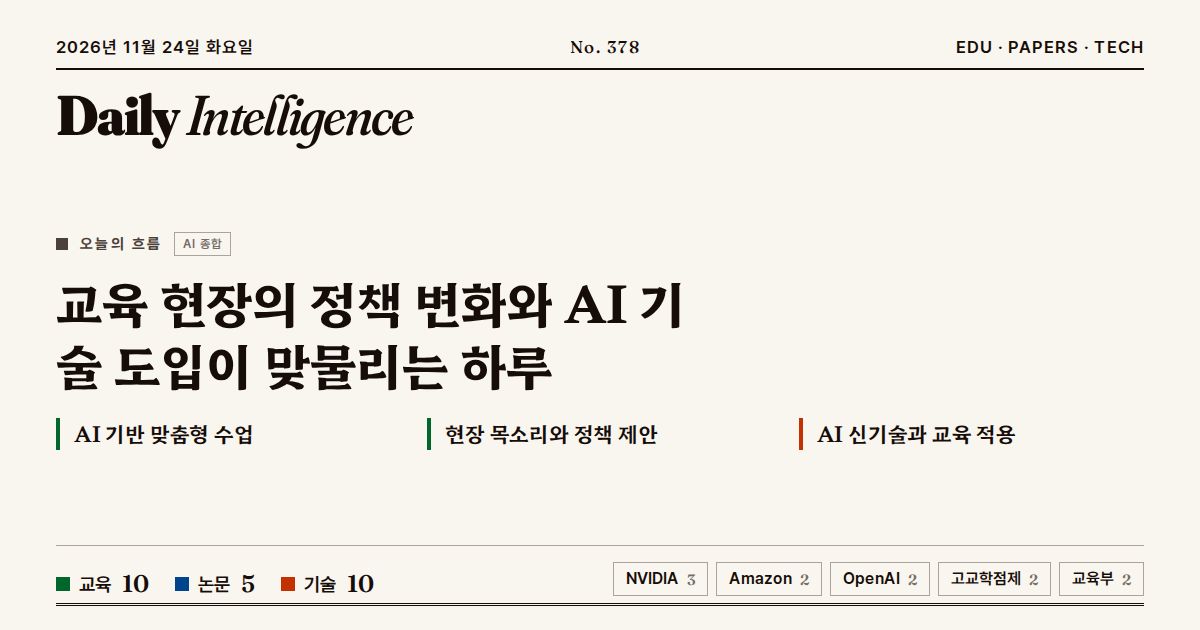 2026년 11월 24일 화요일
No. 378
EDU · PAPERS · TECH
Daily Intelligence
오늘의 흐름 AI 종합
교육 현장의 정책 변화와 AI 기
술 도입이 맞물리는 하루
AI 기반 맞춤형 수업
현장 목소리와 정책 제안
AI 신기술과 교육 적용
교육 10 논문 5 기술 10
NVIDIA 3 Amazon 2 OpenAI 2 고교학점제 2 교육부 2